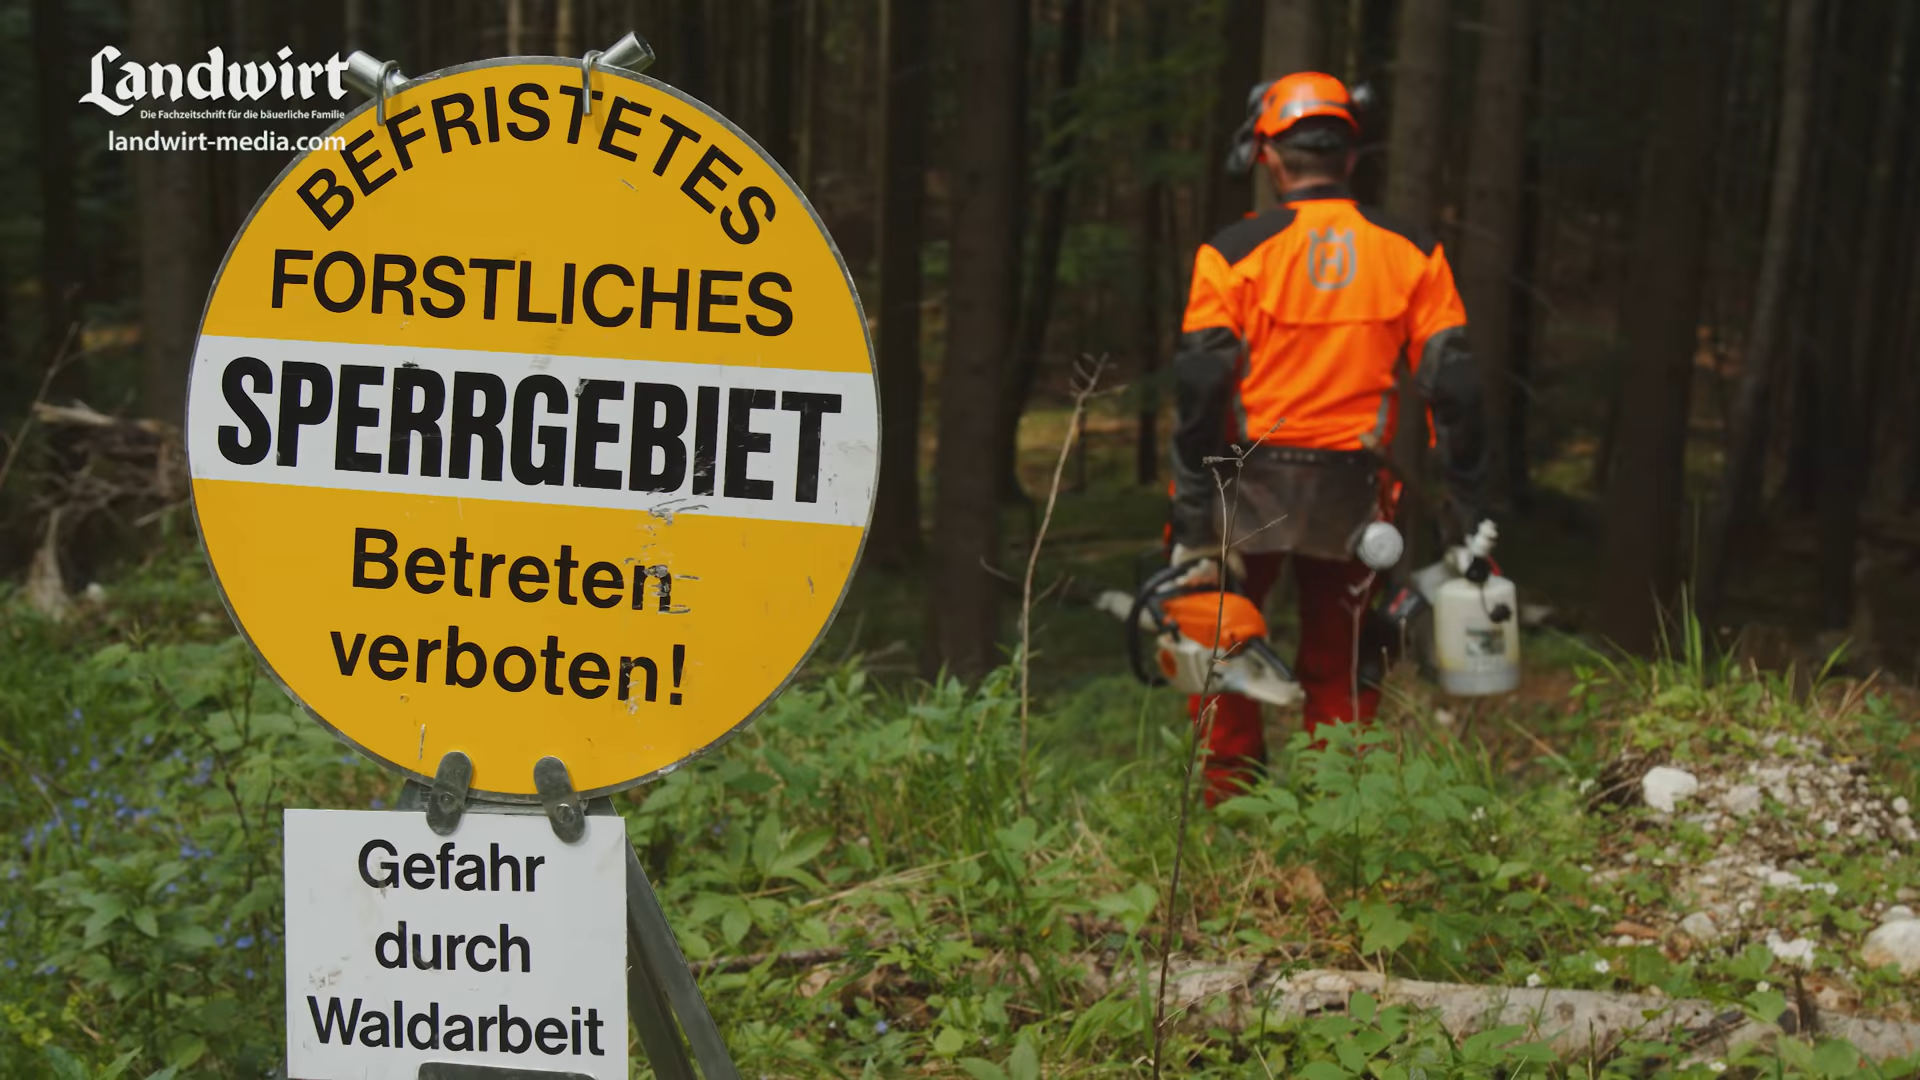 Landwirt
Die Fachzeitschrift für die bäuerliche Familie
landwirt-media.com
BEFRISTETES
FORSTLICHES
SPERRGEBIET
Betreten
verboten!
Gefahr
durch
Waldarbeit
H